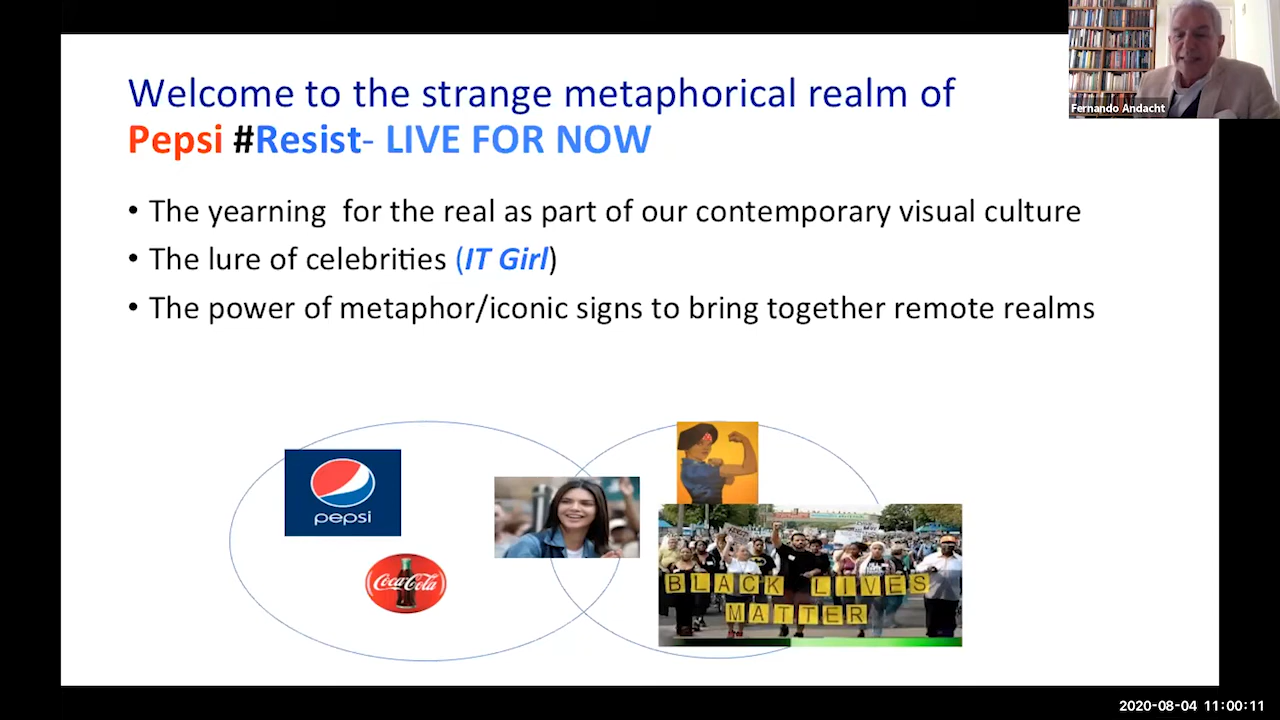 Welcome to the strange metaphorical realm of
Pepsi #Resist- LIVE FOR NOW
• The yearning for the real as part of our contemporary visual culture
• The lure of celebrities (IT Girl)
• The power of metaphor/iconic signs to bring together remote realms
Fernando Andacht
pepsi
Coca-Cola
BLACK LIVES
MATTER
2020-08-04 11:00:11